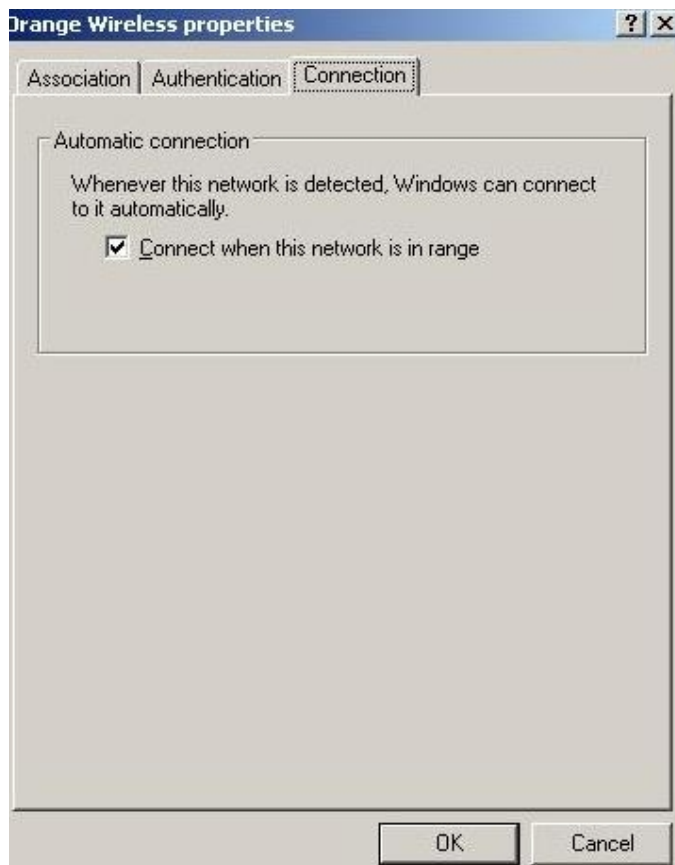 Orange Wireless properties
Association Authentication Connection
Automatic connection
Whenever this network is detected, Windows can connect
to it automatically.
Connect when this network is in range
OK Cancel